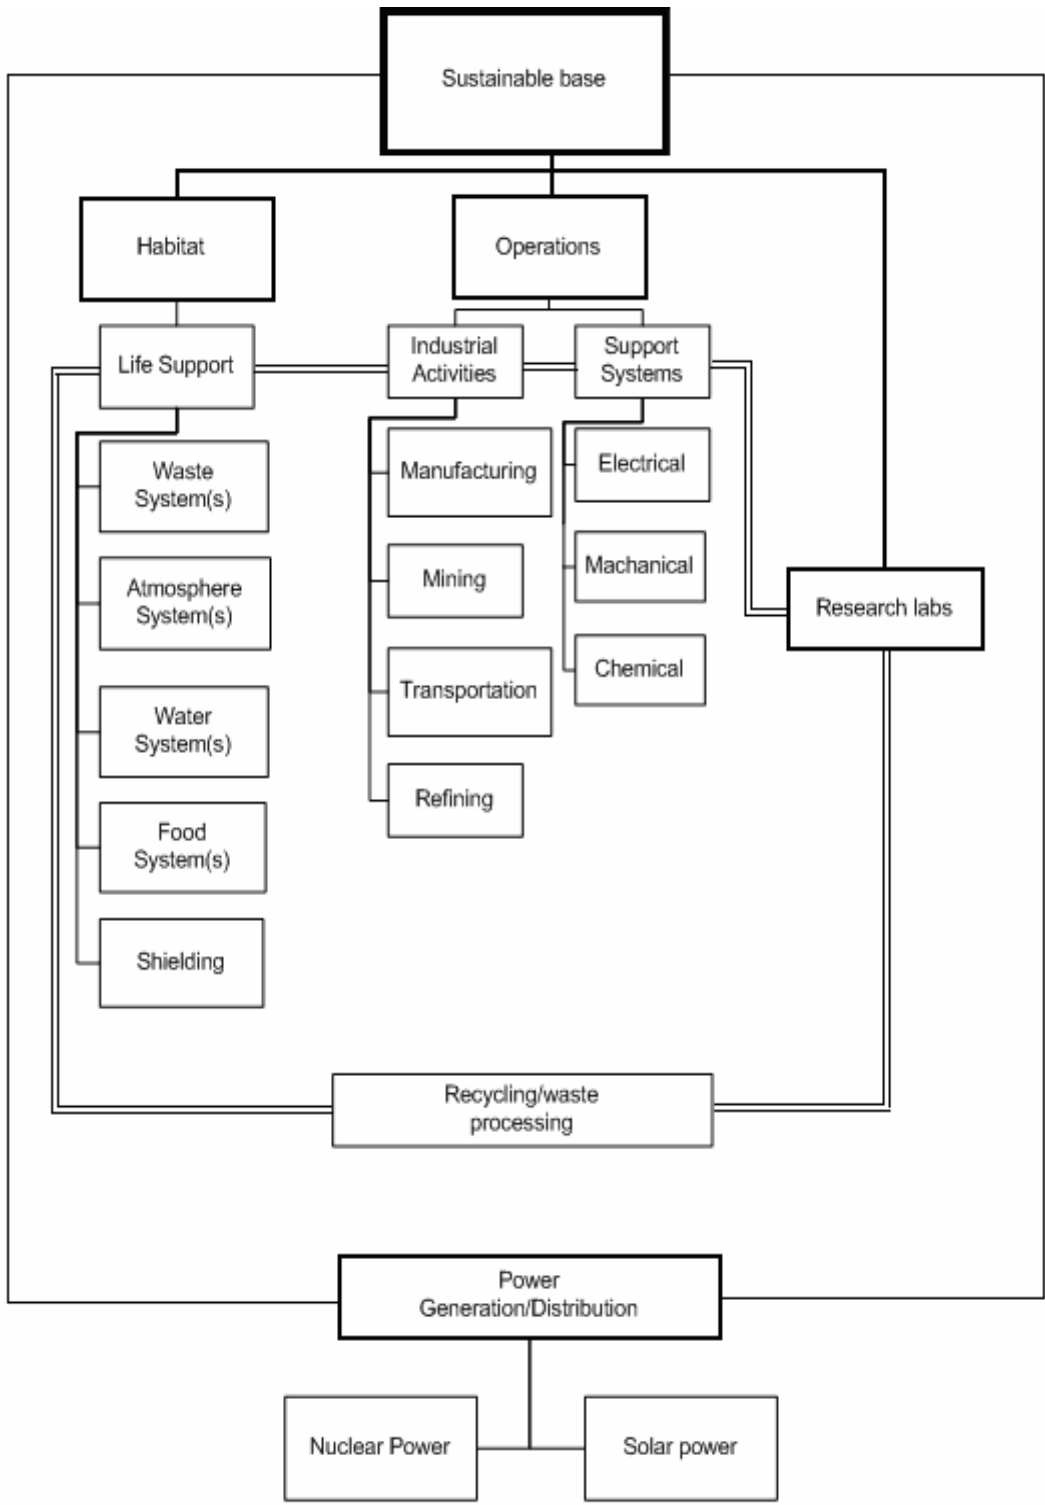 Sustainable base
Habitat
Operations
Life Support
Industrial
Activities
Support
Systems
Waste
System(s)
Atmosphere
System(s)
Water
System(s)
Food
System(s)
Shielding
Manufacturing
Mining
Transportation
Refining
Electrical
Machanical
Chemical
Research labs
Recycling/waste
processing
Power
Generation/Distribution
Nuclear Power
Solar power